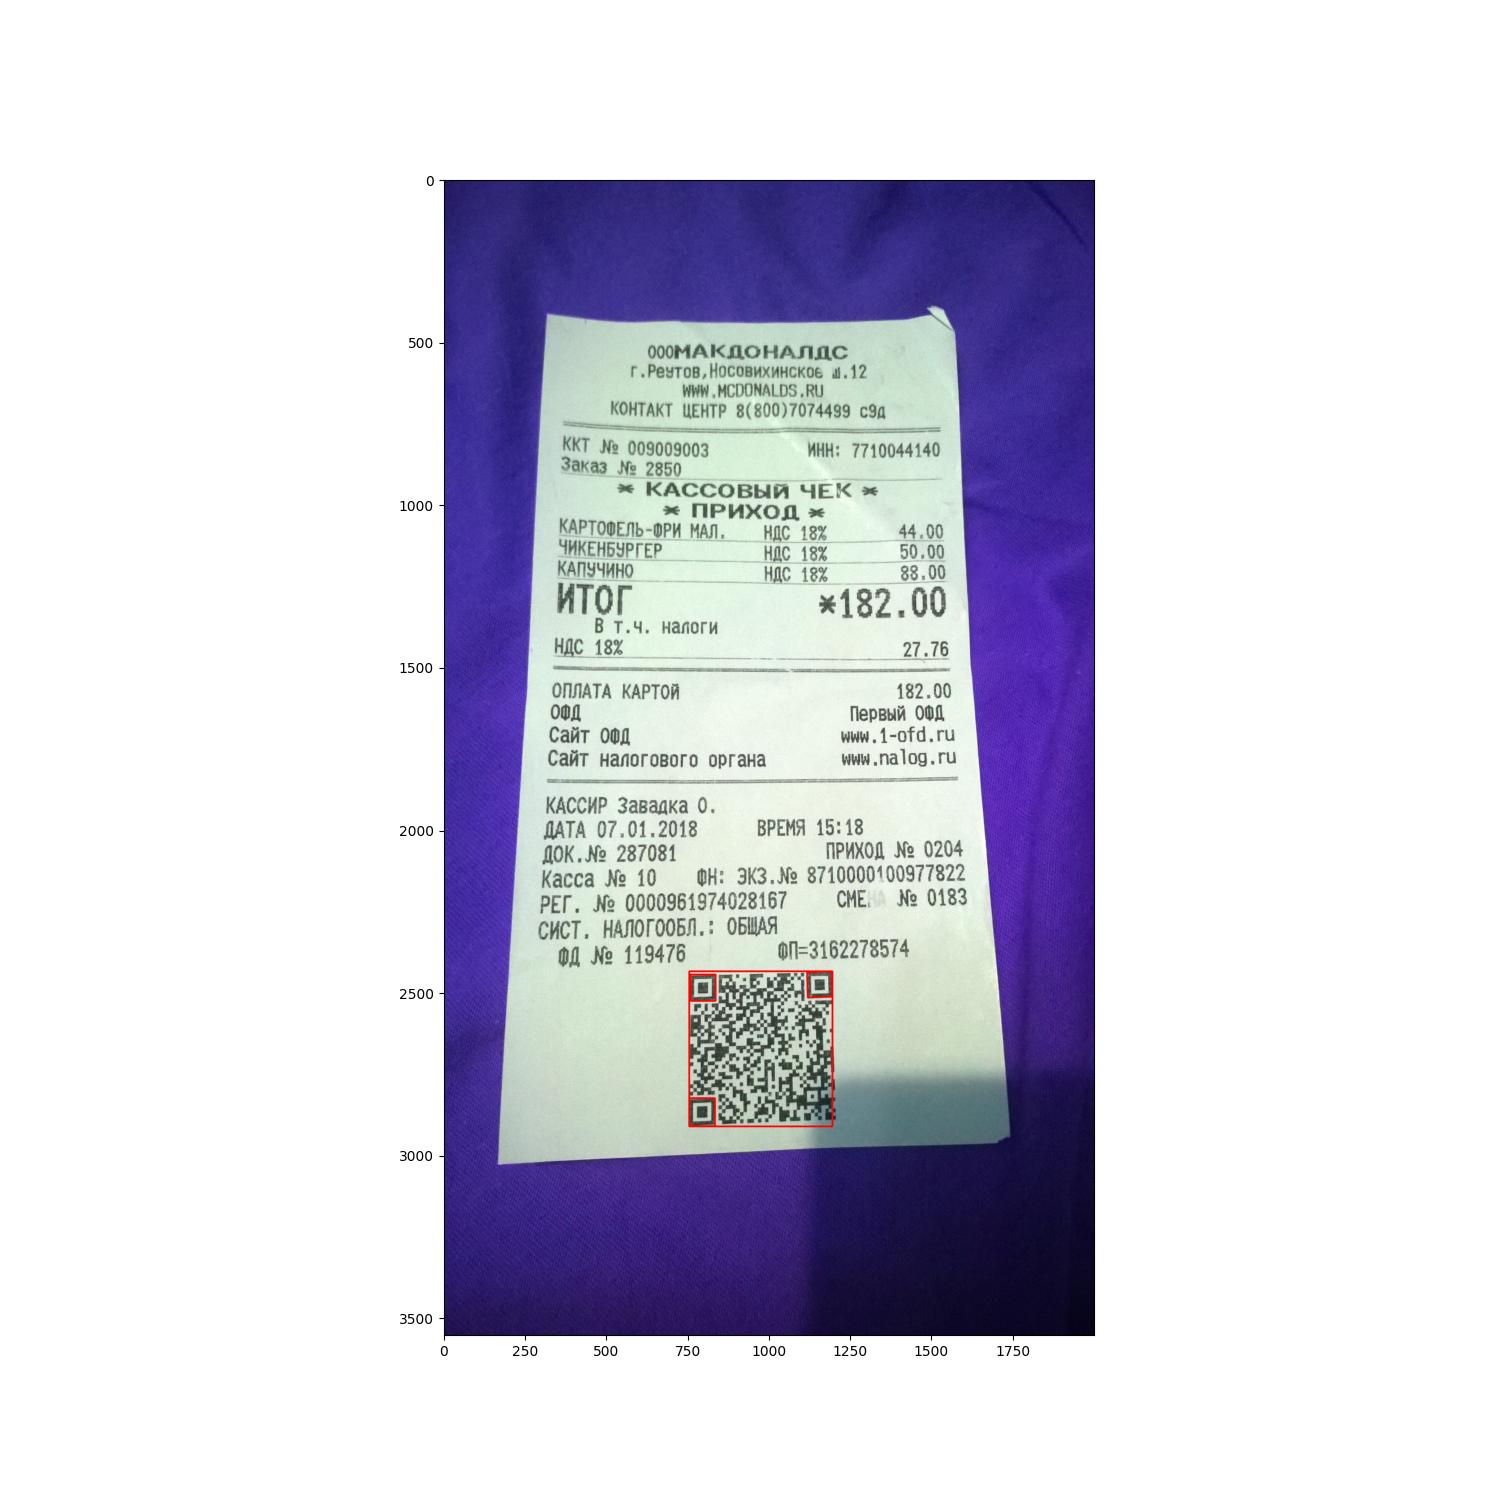 ОООМАКДОНАЛДС
г.Реутов,Носовихинское ш.12
WWW.MCDONALDS.RU
КОНТАКТ ЦЕНТР 8(800)7074499 с9д
ККТ № 009009003 ИНН: 7710044140
Заказ № 2850
* КАССОВЫЙ ЧЕК *
* ПРИХОД *
КАРТОФЕЛЬ-ФРИ МАЛ. НДС 18% 44.00
ЧИКЕНБУРГЕР НДС 18% 50.00
КАПУЧИНО НДС 18% 88.00
ИТОГ *182.00
В т.ч. налоги
НДС 18% 27.76
ОПЛАТА КАРТОЙ 182.00
ОФД Первый ОФД
Сайт ОФД www.1-ofd.ru
Сайт налогового органа www.nalog.ru
КАССИР Завадка О.
ДАТА 07.01.2018 ВРЕМЯ 15:18
ДОК.№ 287081 ПРИХОД № 0204
Касса № 10 ФН: ЭКЗ.№ 8710000100977822
РЕГ. № 0000961974028167 СМЕНА № 0183
СИСТ. НАЛОГООБЛ.: ОБЩАЯ
ФД № 119476 ФП=3162278574
0
500
1000
1500
2000
2500
3000
3500
0 250 500 750 1000 1250 1500 1750